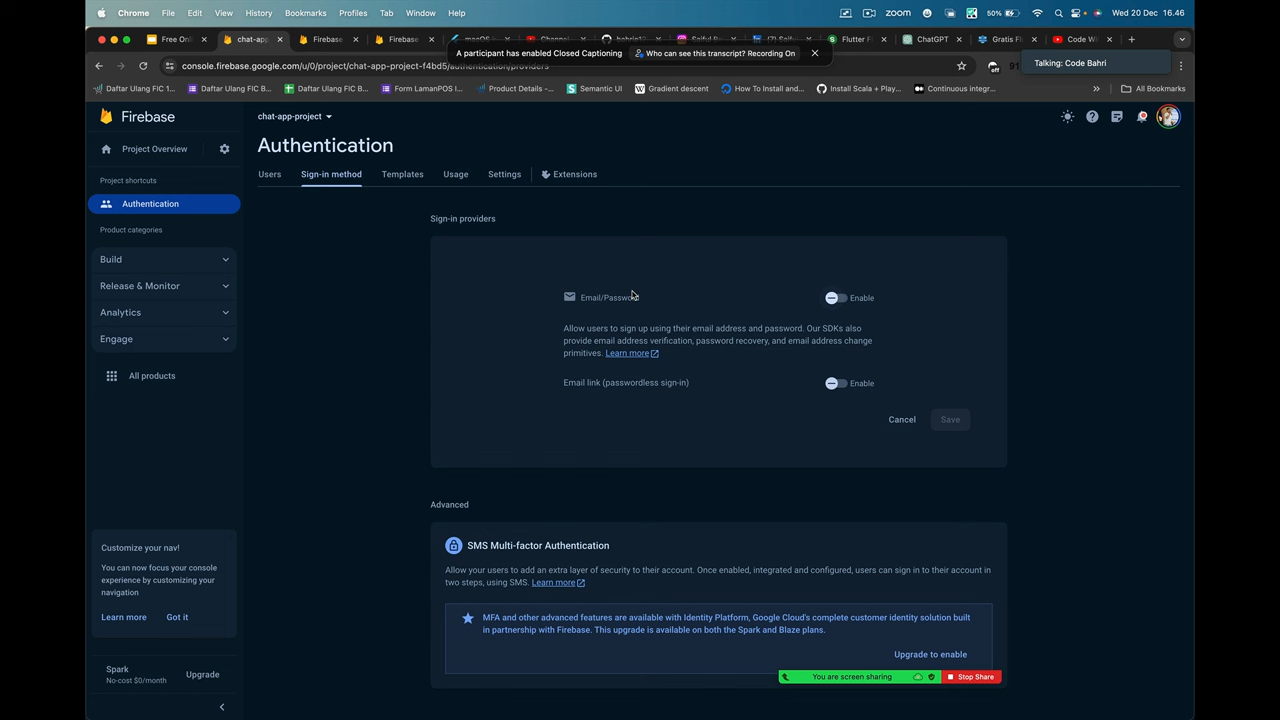 Chrome File Edit View History Bookmarks Profiles Tab Window Help zoom 50% Wed 20 Dec 16.46
Free Onl chat-app Firebase Firebase macOS Channel bahrie1 Saiful B Saif Flutter F ChatGPT Gratis F Code W
A participant has enabled Closed Captioning Who can see this transcript? Recording On
console.firebase.google.com/u/0/project/chat-app-project-f4bd5/authentication/providers off 91 Talking: Code Bahri
Daftar Ulang FIC 1... Daftar Ulang FIC 9... Daftar Ulang FIC B... Form LamanPOS |... Product Details -... Semantic UI Gradient descent How To Install and... Install Scala + Play... Continuous integr... All Bookmarks
Firebase
Project Overview
Project shortcuts
Authentication
Product categories
Build
Release & Monitor
Analytics
Engage
All products
Customize your nav!
You can now focus your
console experience by customizing your
navigation
Learn more Got it
Spark
No-cost $0/month
Upgrade
chat-app-project
Authentication
Users Sign-in method Templates Usage Settings Extensions
Sign-in providers
Email/Password Enable
Allow users to sign up using their email address and password. Our SDKs also
provide email address verification, password recovery, and email address change
primitives. Learn more
Email link (passwordless sign-in) Enable
Cancel Save
Advanced
SMS Multi-factor Authentication
Allow your users to add an extra layer of security to their account. Once enabled, integrated and configured, users can sign in to their account in
two steps, using SMS. Learn more
MFA and other advanced features are available with Identity Platform, Google Cloud's complete customer identity solution built
in partnership with Firebase. This upgrade is available on both the Spark and Blaze plans.
Upgrade to enable
You are screen sharing Stop Share